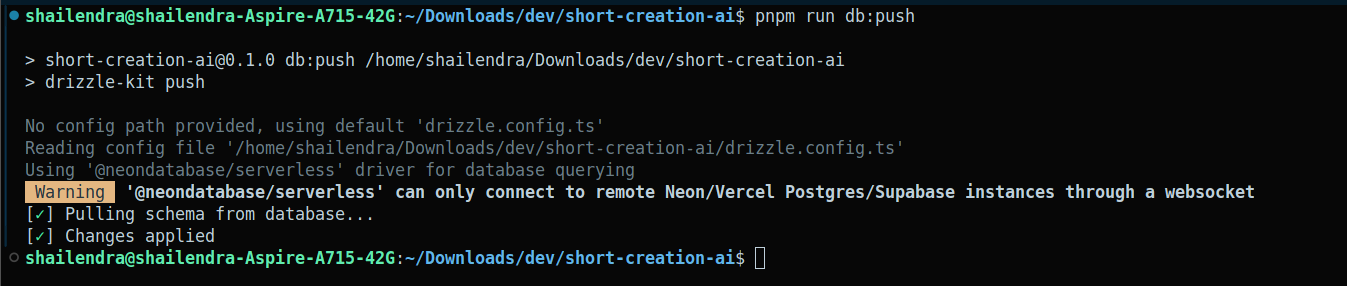 shailendra@shailendra-Aspire-A715-42G:~/Downloads/dev/short-creation-ai$ pnpm run db:push
> short-creation-ai@0.1.0 db:push /home/shailendra/Downloads/dev/short-creation-ai
> drizzle-kit push
No config path provided, using default 'drizzle.config.ts'
Reading config file '/home/shailendra/Downloads/dev/short-creation-ai/drizzle.config.ts'
Using '@neondatabase/serverless' driver for database querying
Warning '@neondatabase/serverless' can only connect to remote Neon/Vercel Postgres/Supabase instances through a websocket
[✓] Pulling schema from database...
[✓] Changes applied
shailendra@shailendra-Aspire-A715-42G:~/Downloads/dev/short-creation-ai$